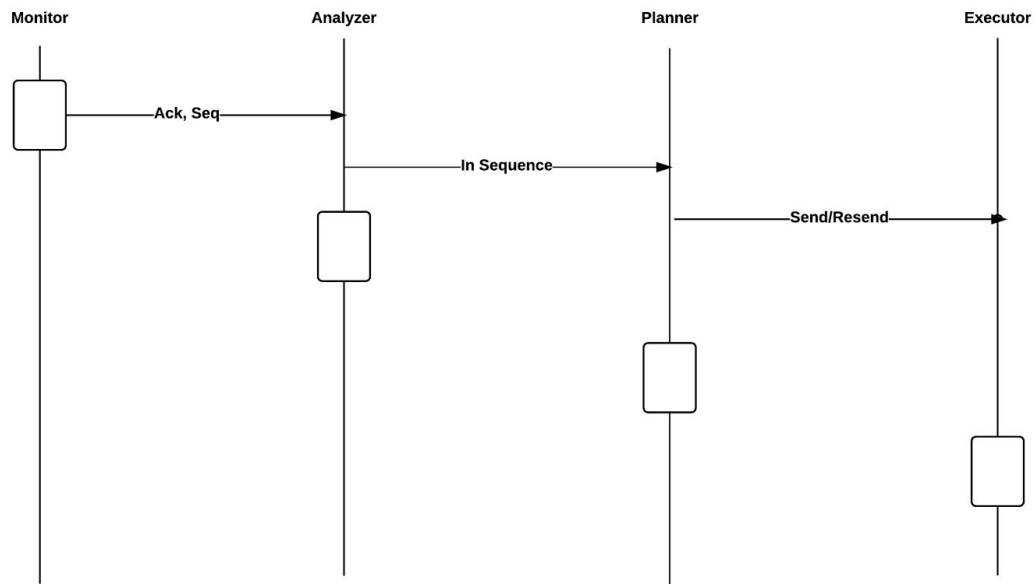 Monitor
Analyzer
Planner
Executor
Ack, Seq
In Sequence
Send/Resend